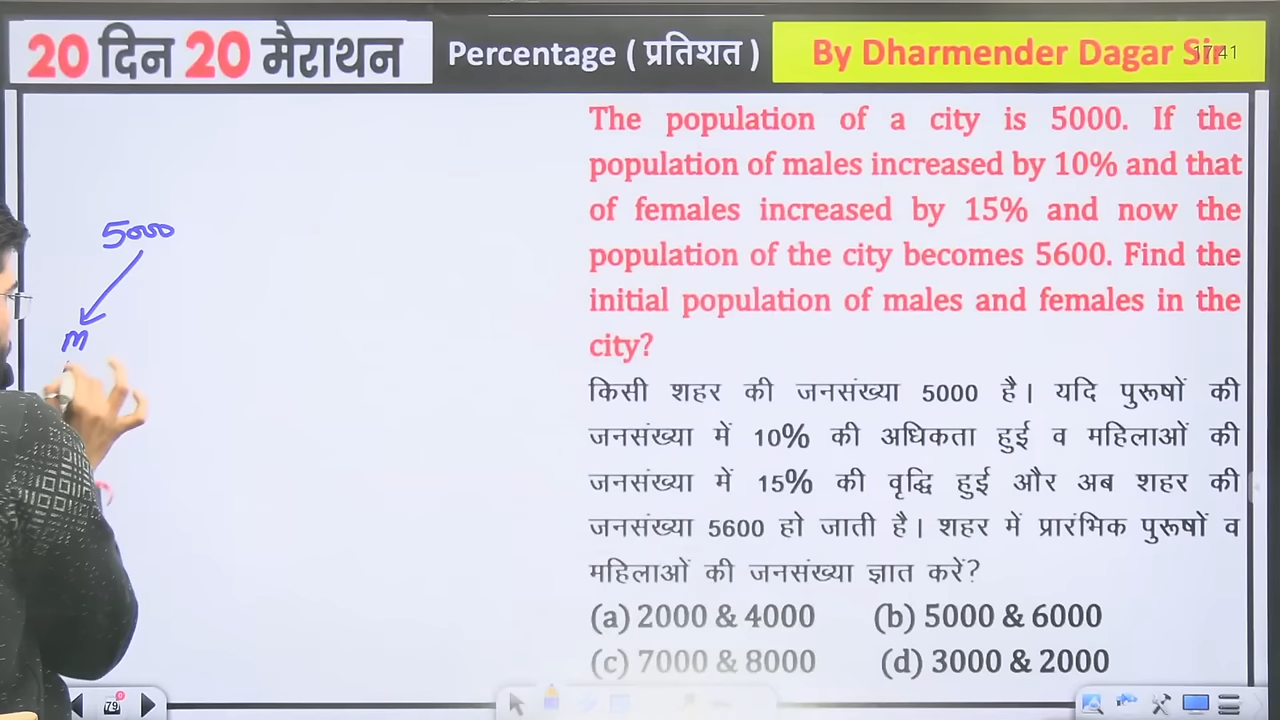 20 दिन 20 मैराथन
Percentage ( प्रतिशत )
By Dharmender Dagar Sir
17:41
The population of a city is 5000. If the
population of males increased by 10% and that
of females increased by 15% and now the
population of the city becomes 5600. Find the
initial population of males and females in the
city?
किसी शहर की जनसंख्या 5000 है। यदि पुरूषों की
जनसंख्या में 10% की अधिकता हुई व महिलाओं की
जनसंख्या में 15% की वृद्धि हुई और अब शहर की
जनसंख्या 5600 हो जाती है। शहर में प्रारंभिक पुरूषों व
महिलाओं की जनसंख्या ज्ञात करें?
(a) 2000 & 4000 (b) 5000 & 6000
(c) 7000 & 8000 (d) 3000 & 2000
5000
m
79